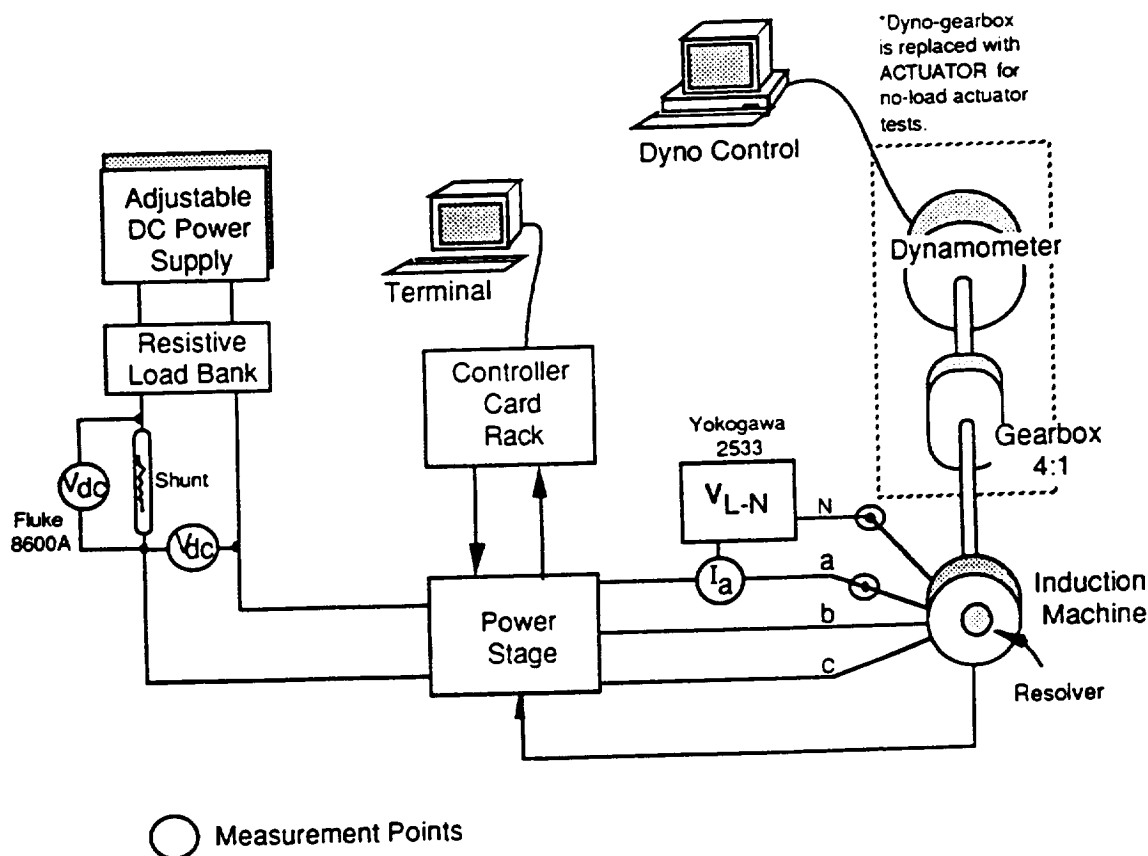 *Dyno-gearbox
is replaced with
ACTUATOR for
no-load actuator
tests.
Dyno Control
Adjustable
DC Power
Supply
Terminal
Dynamometer
Resistive
Load Bank
Controller
Card
Rack
Yokogawa
2533
Gearbox
4:1
Vdc
Shunt
VL-N
N
Fluke
8600A
Vdc
Ia
a
Induction
Machine
Power
Stage
b
c
Resolver
Measurement Points